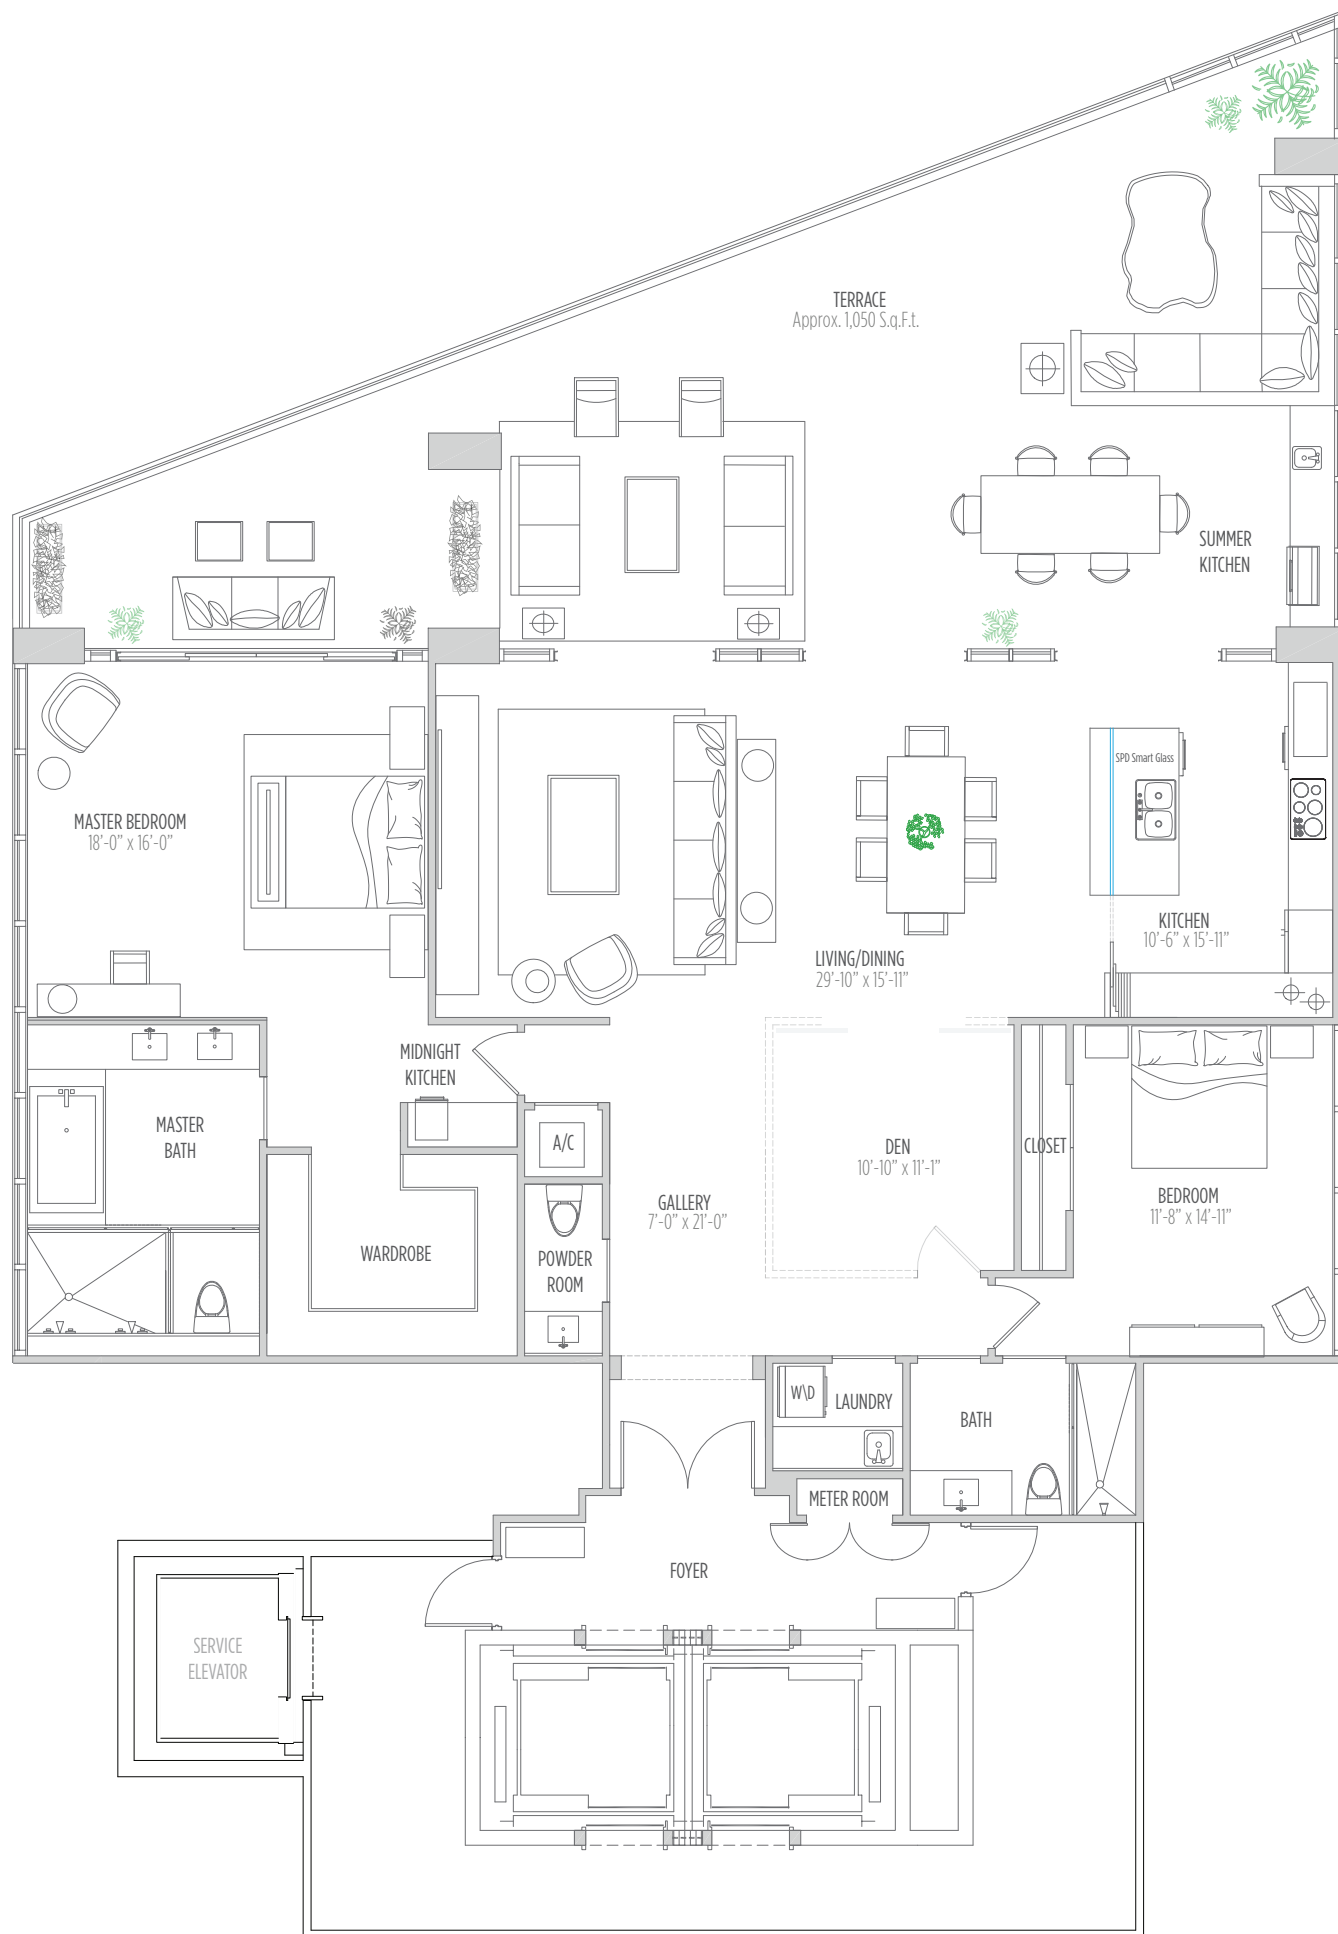 TERRACE
Approx. 1,050 S.q.F.t.
SUMMER
KITCHEN
SPD Smart Glass
MASTER BEDROOM
18'-0" x 16'-0"
KITCHEN
10'-6" x 15'-11"
LIVING/DINING
29'-10" x 15'-11"
MIDNIGHT
KITCHEN
MASTER
BATH
A/C
DEN
10'-10" x 11'-1"
CLOSET
GALLERY
7'-0" x 21'-0"
BEDROOM
11'-8" x 14'-11"
WARDROBE
POWDER
ROOM
W\D
LAUNDRY
BATH
METER ROOM
FOYER
SERVICE
ELEVATOR